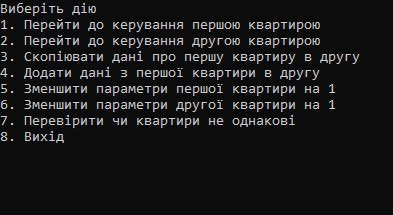 Виберіть дію
1. Перейти до керування першою квартирою
2. Перейти до керування другою квартирою
3. Скопіювати дані про першу квартиру в другу
4. Додати дані з першої квартири в другу
5. Зменшити параметри першої квартири на 1
6. Зменшити параметри другої квартири на 1
7. Перевірити чи квартири не однакові
8. Вихід